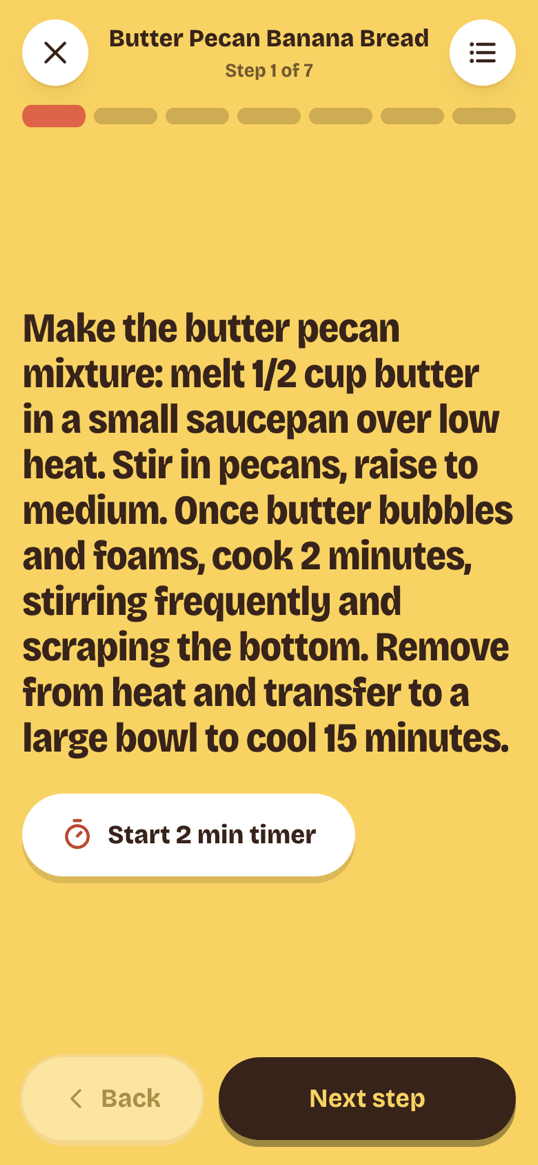 Butter Pecan Banana Bread
Step 1 of 7
Make the butter pecan
mixture: melt 1/2 cup butter
in a small saucepan over low
heat. Stir in pecans, raise to
medium. Once butter bubbles
and foams, cook 2 minutes,
stirring frequently and
scraping the bottom. Remove
from heat and transfer to a
large bowl to cool 15 minutes.
Start 2 min timer
Back
Next step